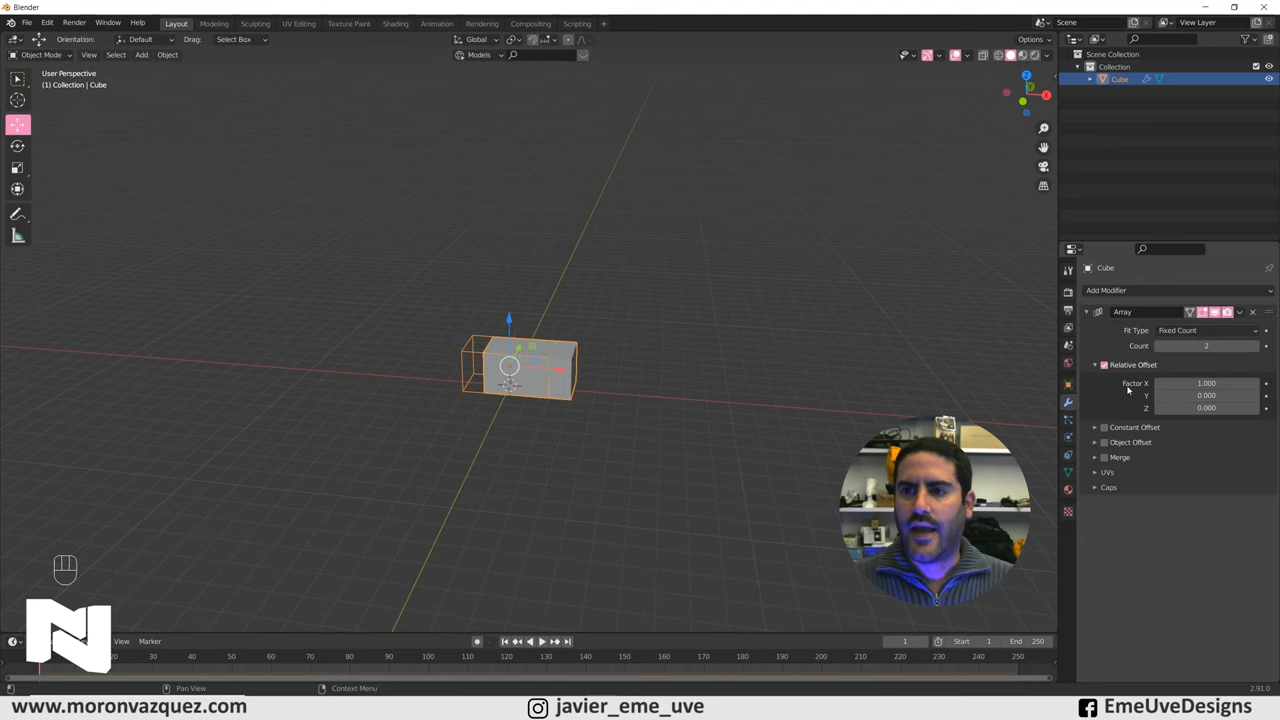 Blender
File Edit Render Window Help Layout Modeling Sculpting UV Editing Texture Paint Shading Animation Rendering Compositing Scripting + Scene View Layer
Orientation: Default Drag: Select Box Global Options
Object Mode View Select Add Object Models
User Perspective
(1) Collection | Cube
X
Y
Z
Scene Collection
Collection
Cube
Cube
Add Modifier
Array
Fit Type Fixed Count
Count 2
Relative Offset
Factor X 1.000
Y 0.000
Z 0.000
Constant Offset
Object Offset
Merge
UVs
Caps
N
View Marker 1 Start 1 End 250
20 30 40 50 60 70 80 90 100 110 120 130 140 150 160 170 180 190 200 210 220 230 240 250
Pan View Context Menu 2.91.0
www.moronvazquez.com javier_eme_uve EmeUveDesigns